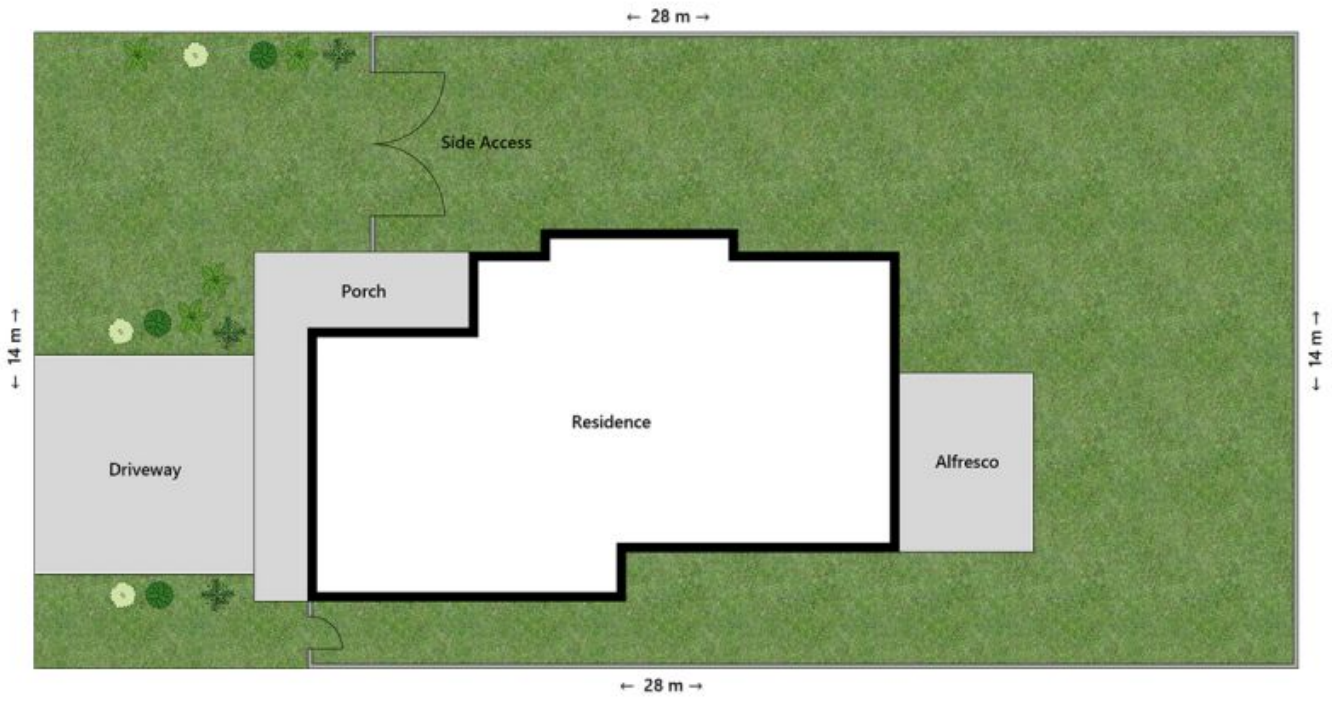 ← 28 m →
Side Access
Porch
← 14 m →
← 14 m →
Residence
Driveway
Alfresco
← 28 m →